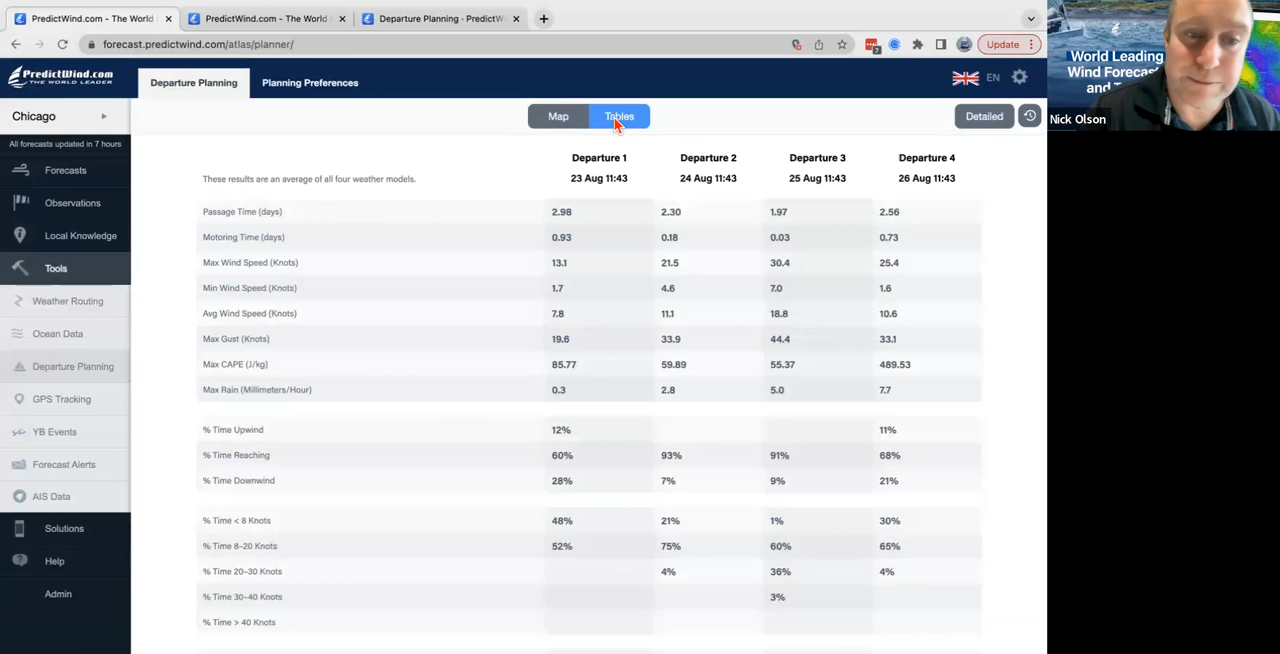 PredictWind.com - The World
PredictWind.com - The World
Departure Planning · PredictW
forecast.predictwind.com/atlas/planner/
7
Update
PredictWind.com
THE WORLD LEADER
Departure Planning
Planning Preferences
EN
Chicago
Map
Tables
Detailed
All forecasts updated in 7 hours
Forecasts
Observations
Local Knowledge
Tools
Weather Routing
Ocean Data
Departure Planning
GPS Tracking
YB Events
Forecast Alerts
AIS Data
Solutions
Help
Admin
Departure 1 Departure 2 Departure 3 Departure 4
These results are an average of all four weather models. 23 Aug 11:43 24 Aug 11:43 25 Aug 11:43 26 Aug 11:43
Passage Time (days) 2.98 2.30 1.97 2.56
Motoring Time (days) 0.93 0.18 0.03 0.73
Max Wind Speed (Knots) 13.1 21.5 30.4 25.4
Min Wind Speed (Knots) 1.7 4.6 7.0 1.6
Avg Wind Speed (Knots) 7.8 11.1 18.8 10.6
Max Gust (Knots) 19.6 33.9 44.4 33.1
Max CAPE (J/kg) 85.77 59.89 55.37 489.53
Max Rain (Millimeters/Hour) 0.3 2.8 5.0 7.7
% Time Upwind 12% 11%
% Time Reaching 60% 93% 91% 68%
% Time Downwind 28% 7% 9% 21%
% Time < 8 Knots 48% 21% 1% 30%
% Time 8-20 Knots 52% 75% 60% 65%
% Time 20-30 Knots 4% 36% 4%
% Time 30-40 Knots 3%
% Time > 40 Knots
World Leading
Wind Forecas
and T
Nick Olson